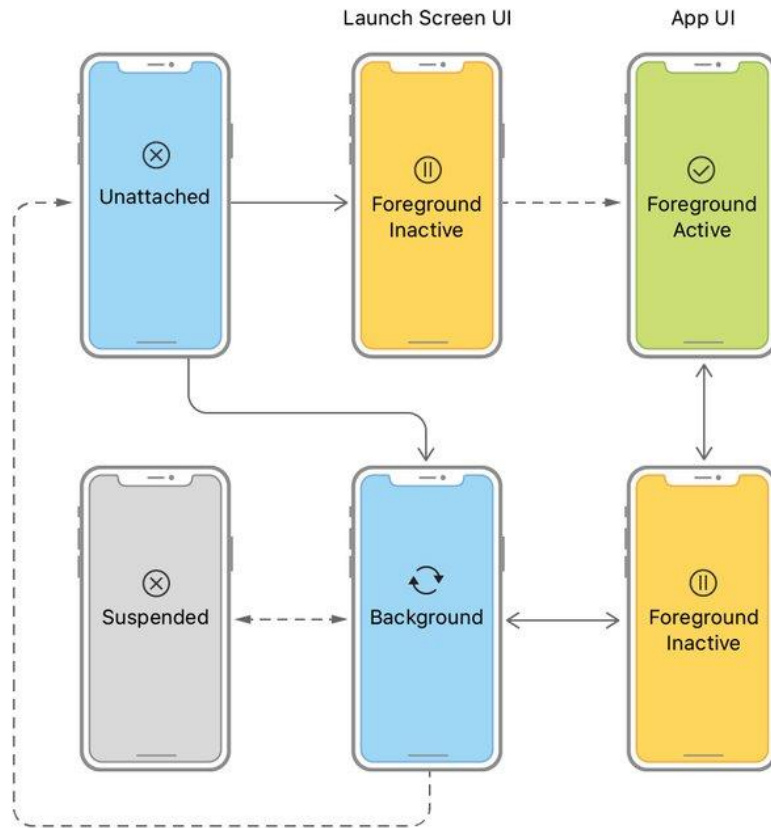 Launch Screen UI
App UI
Unattached
Foreground
Inactive
Foreground
Active
Suspended
Background
Foreground
Inactive